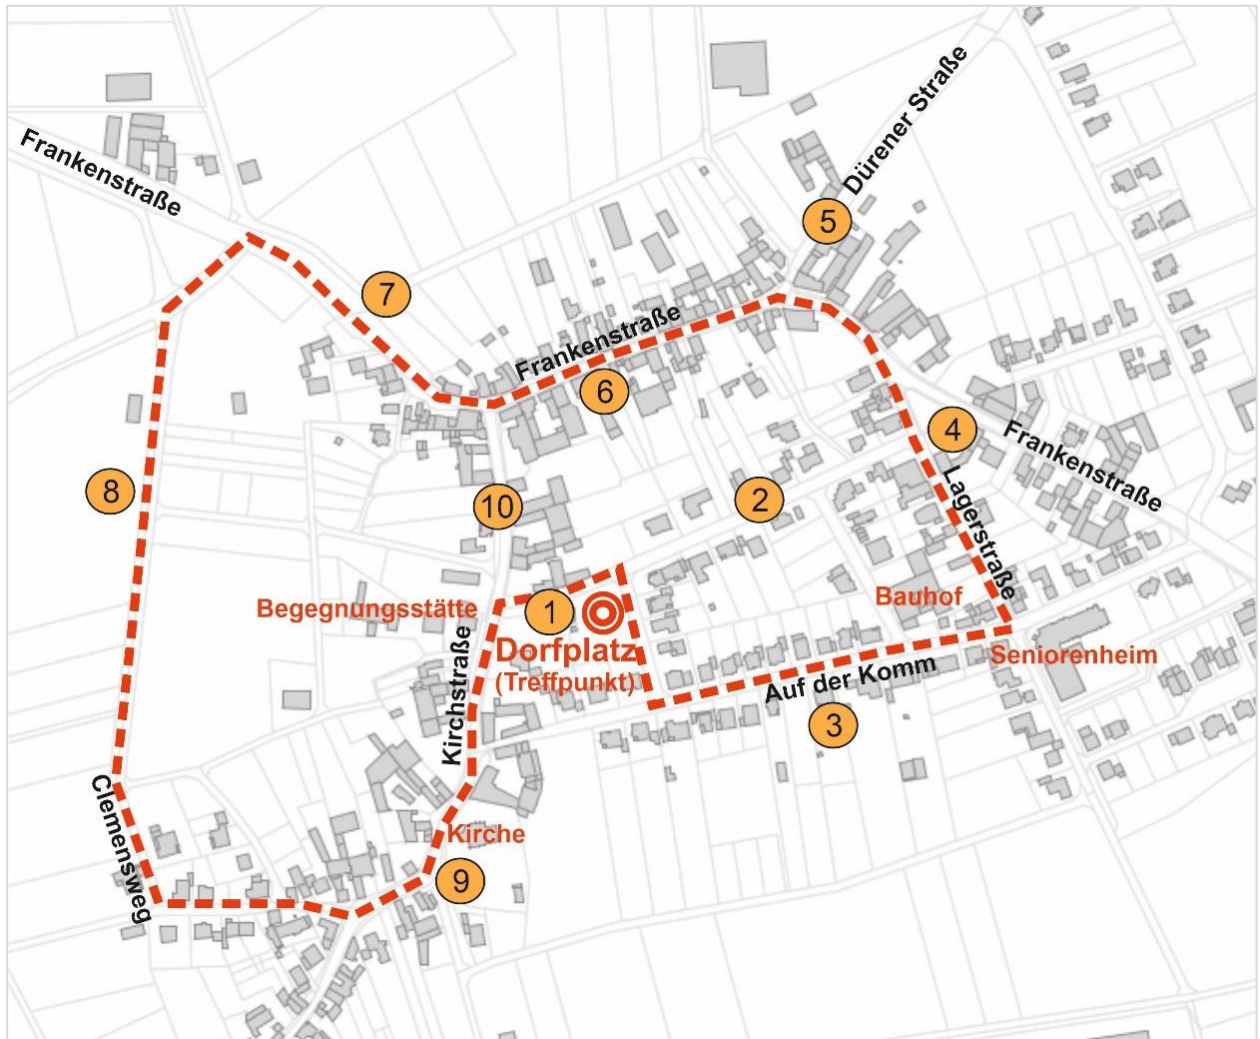 Dürener Straße
Frankenstraße
5
7
Frankenstraße
6
4
Frankenstraße
8
10
2
Lagerstraße
Begegnungsstätte
1
Bauhof
Dorfplatz
(Treffpunkt)
Seniorenheim
Kirchstraße
Auf der Komm
3
Clemensweg
Kirche
9